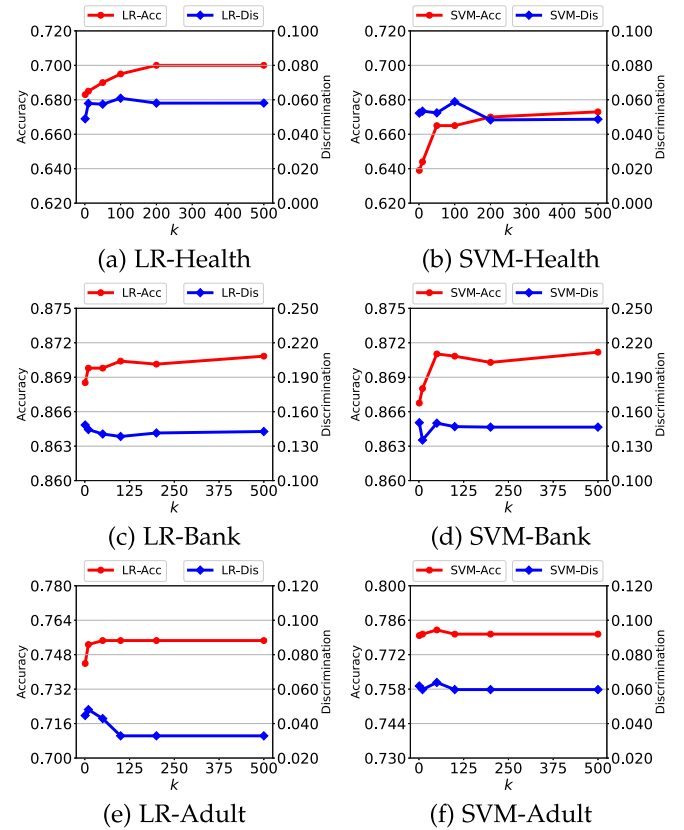 LR-Acc LR-Dis
SVM-Acc SVM-Dis
0.720 0.100
0.700 0.080
0.680 0.060
0.660 0.040
0.640 0.020
0.620 0.000
0 100 200 300 400 500
Accuracy
Discrimination
k
0.720 0.100
0.700 0.080
0.680 0.060
0.660 0.040
0.640 0.020
0.620 0.000
0 100 200 300 400 500
Accuracy
Discrimination
k
(a) LR-Health
(b) SVM-Health
LR-Acc LR-Dis
SVM-Acc SVM-Dis
0.875 0.250
0.872 0.220
0.869 0.190
0.866 0.160
0.863 0.130
0.860 0.100
0 125 250 375 500
Accuracy
Discrimination
k
0.875 0.250
0.872 0.220
0.869 0.190
0.866 0.160
0.863 0.130
0.860 0.100
0 125 250 375 500
Accuracy
Discrimination
k
(c) LR-Bank
(d) SVM-Bank
LR-Acc LR-Dis
SVM-Acc SVM-Dis
0.780 0.120
0.764 0.100
0.748 0.080
0.732 0.060
0.716 0.040
0.700 0.020
0 125 250 375 500
Accuracy
Discrimination
k
0.800 0.120
0.786 0.100
0.772 0.080
0.758 0.060
0.744 0.040
0.730 0.020
0 125 250 375 500
Accuracy
Discrimination
k
(e) LR-Adult
(f) SVM-Adult